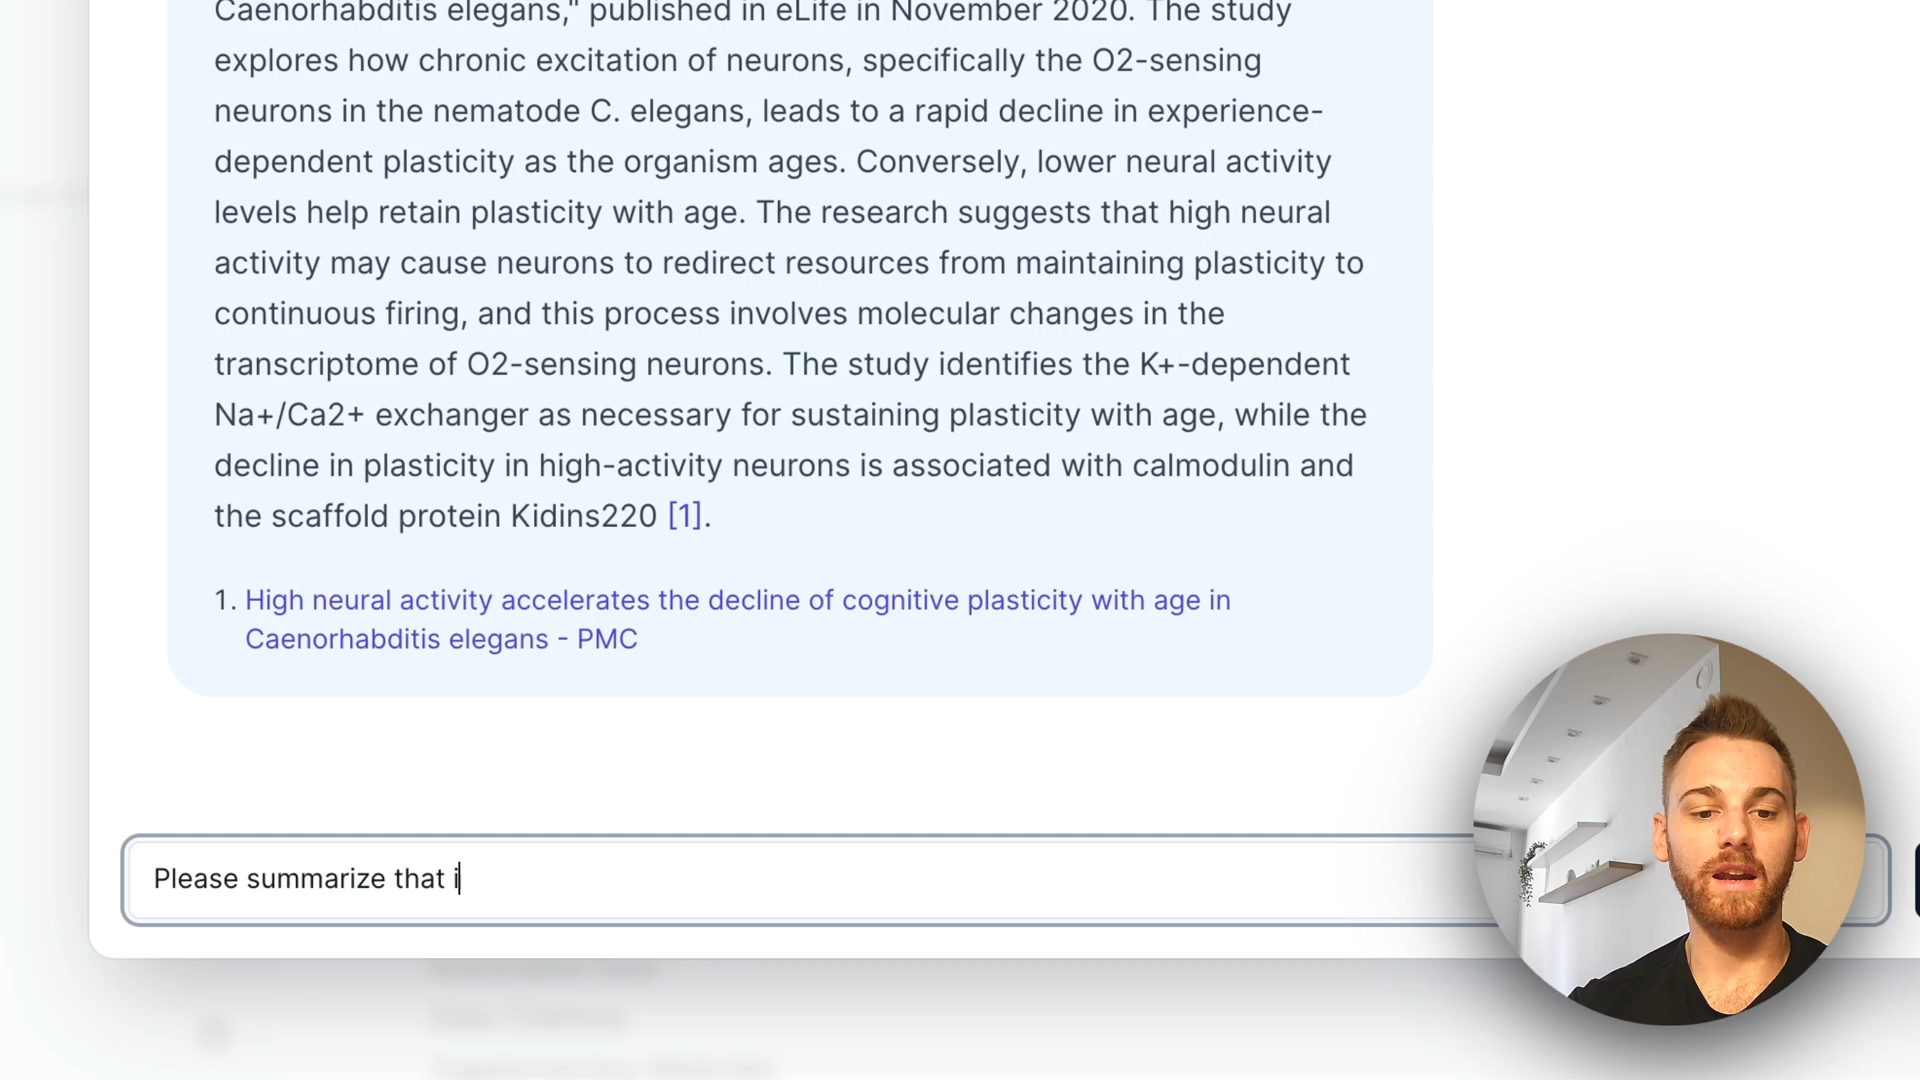 Caenorhabditis elegans," published in eLife in November 2020. The study
explores how chronic excitation of neurons, specifically the O2-sensing
neurons in the nematode C. elegans, leads to a rapid decline in experience-
dependent plasticity as the organism ages. Conversely, lower neural activity
levels help retain plasticity with age. The research suggests that high neural
activity may cause neurons to redirect resources from maintaining plasticity to
continuous firing, and this process involves molecular changes in the
transcriptome of O2-sensing neurons. The study identifies the K+-dependent
Na+/Ca2+ exchanger as necessary for sustaining plasticity with age, while the
decline in plasticity in high-activity neurons is associated with calmodulin and
the scaffold protein Kidins220 [1].
1. High neural activity accelerates the decline of cognitive plasticity with age in
Caenorhabditis elegans - PMC
Please summarize that i